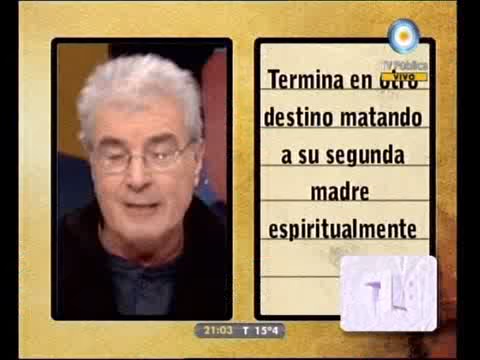 TV Pública
VIVO
Termina en otro
destino matando
a su segunda
madre
espiritualmente
21:03 T 15°4